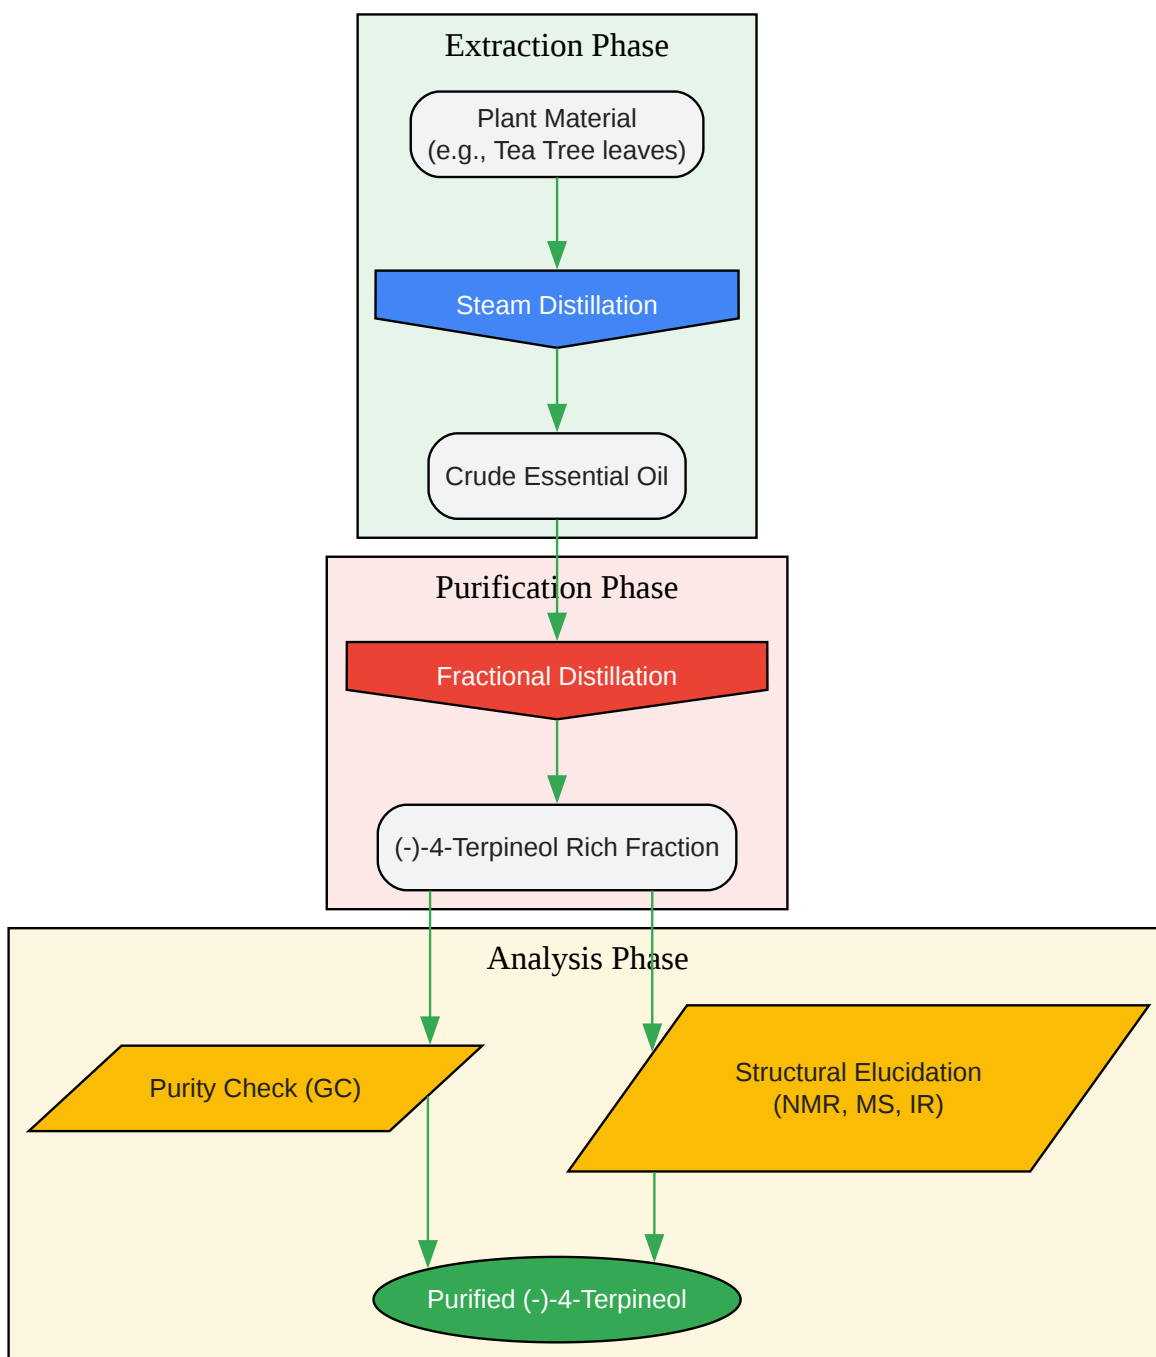 Extraction Phase
Plant Material
(e.g., Tea Tree leaves)
Steam Distillation
Crude Essential Oil
Purification Phase
Fractional Distillation
(-)-4-Terpineol Rich Fraction
Analysis Phase
Purity Check (GC)
Structural Elucidation
(NMR, MS, IR)
Purified (-)-4-Terpineol